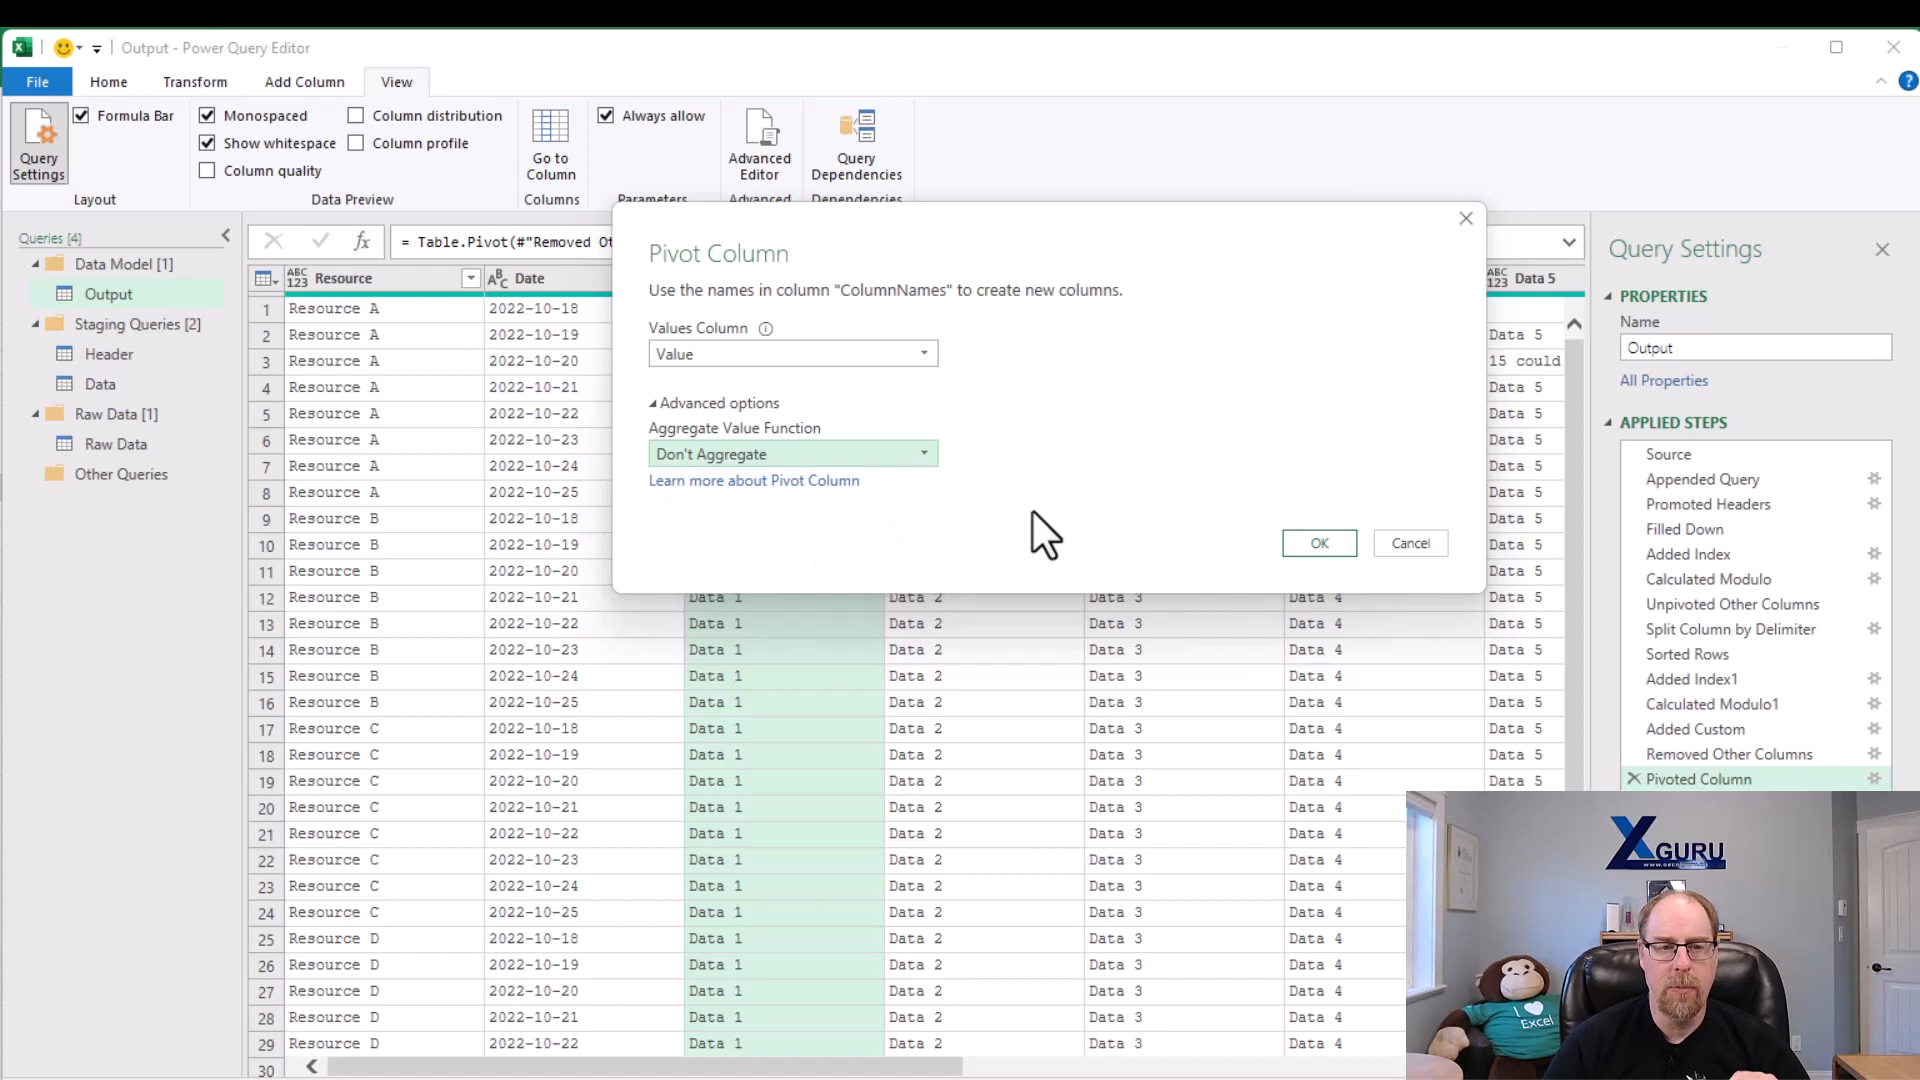 Output - Power Query Editor
File Home Transform Add Column View
Query Settings
Formula Bar
Layout
Monospaced
Show whitespace
Column quality
Column distribution
Column profile
Data Preview
Go to Column
Columns
Always allow
Parameters
Advanced Editor
Advanced
Query Dependencies
Dependencies
Queries [4]
Data Model [1]
Output
Staging Queries [2]
Header
Data
Raw Data [1]
Raw Data
Other Queries
fx = Table.Pivot(#"Removed Ot
ABC 123 Resource ABC Date ABC 123 Data 5
1 Resource A 2022-10-18
2 Resource A 2022-10-19 Data 5
3 Resource A 2022-10-20 15 could
4 Resource A 2022-10-21 Data 5
5 Resource A 2022-10-22 Data 5
6 Resource A 2022-10-23 Data 5
7 Resource A 2022-10-24 Data 5
8 Resource A 2022-10-25 Data 5
9 Resource B 2022-10-18 Data 5
10 Resource B 2022-10-19 Data 5
11 Resource B 2022-10-20 Data 5
12 Resource B 2022-10-21 Data 1 Data 2 Data 3 Data 4 Data 5
13 Resource B 2022-10-22 Data 1 Data 2 Data 3 Data 4 Data 5
14 Resource B 2022-10-23 Data 1 Data 2 Data 3 Data 4 Data 5
15 Resource B 2022-10-24 Data 1 Data 2 Data 3 Data 4 Data 5
16 Resource B 2022-10-25 Data 1 Data 2 Data 3 Data 4 Data 5
17 Resource C 2022-10-18 Data 1 Data 2 Data 3 Data 4 Data 5
18 Resource C 2022-10-19 Data 1 Data 2 Data 3 Data 4 Data 5
19 Resource C 2022-10-20 Data 1 Data 2 Data 3 Data 4 Data 5
20 Resource C 2022-10-21 Data 1 Data 2 Data 3 Data 4
21 Resource C 2022-10-22 Data 1 Data 2 Data 3 Data 4
22 Resource C 2022-10-23 Data 1 Data 2 Data 3 Data 4
23 Resource C 2022-10-24 Data 1 Data 2 Data 3 Data 4
24 Resource C 2022-10-25 Data 1 Data 2 Data 3 Data 4
25 Resource D 2022-10-18 Data 1 Data 2 Data 3 Data 4
26 Resource D 2022-10-19 Data 1 Data 2 Data 3 Data 4
27 Resource D 2022-10-20 Data 1 Data 2 Data 3 Data 4
28 Resource D 2022-10-21 Data 1 Data 2 Data 3 Data 4
29 Resource D 2022-10-22 Data 1 Data 2 Data 3 Data 4
30
Pivot Column
Use the names in column "ColumnNames" to create new columns.
Values Column
Value
Advanced options
Aggregate Value Function
Don't Aggregate
Learn more about Pivot Column
OK Cancel
Query Settings
PROPERTIES
Name
Output
All Properties
APPLIED STEPS
Source
Appended Query
Promoted Headers
Filled Down
Added Index
Calculated Modulo
Unpivoted Other Columns
Split Column by Delimiter
Sorted Rows
Added Index1
Calculated Modulo1
Added Custom
Removed Other Columns
Pivoted Column
X GURU
I ♥ Excel